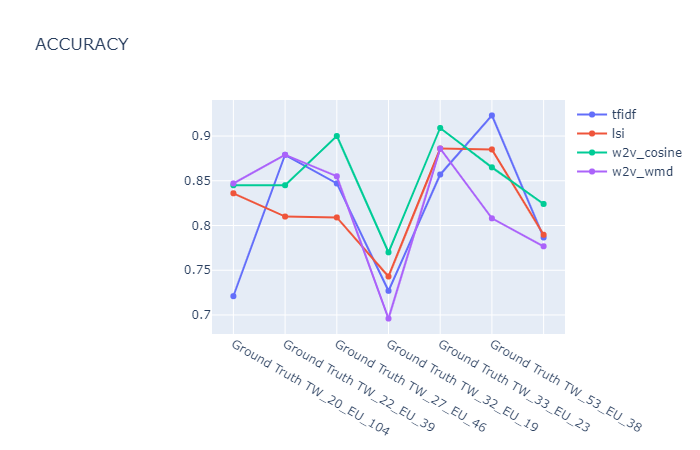 ACCURACY
tfidf
lsi
w2v_cosine
w2v_wmd
0.9
0.85
0.8
0.75
0.7
Ground Truth TW_20_EU_104
Ground Truth TW_22_EU_39
Ground Truth TW_27_EU_46
Ground Truth TW_32_EU_19
Ground Truth TW_33_EU_23
Ground Truth TW_53_EU_38